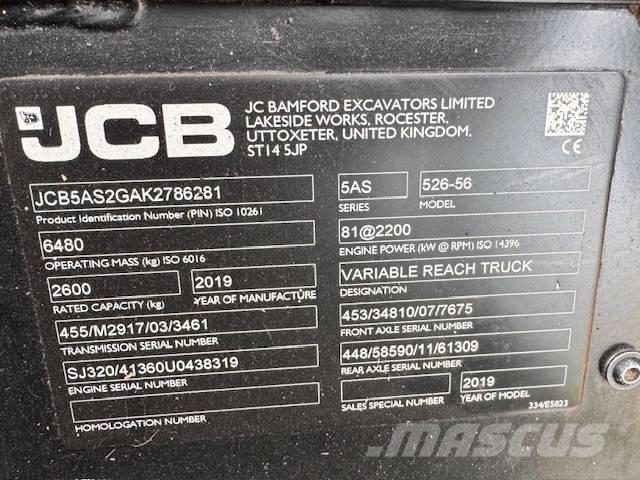 JCB
JC BAMFORD EXCAVATORS LIMITED
LAKESIDE WORKS, ROCESTER,
UTTOXETER, UNITED KINGDOM,
ST14 5JP
CE
JCB5AS2GAK2786281
Product Identification Number (PIN) ISO 10261
5AS
SERIES
526-56
MODEL
6480
OPERATING MASS (kg) ISO 6016
81@2200
ENGINE POWER (kW @ RPM) ISO 14396
2600
RATED CAPACITY (kg)
2019
YEAR OF MANUFACTURE
VARIABLE REACH TRUCK
DESIGNATION
455/M2917/03/3461
TRANSMISSION SERIAL NUMBER
453/34810/07/7675
FRONT AXLE SERIAL NUMBER
SJ320/41360U0438319
ENGINE SERIAL NUMBER
448/58590/11/61309
REAR AXLE SERIAL NUMBER
HOMOLOGATION NUMBER
SALES SPECIAL NUMBER
2019
YEAR OF MODEL
334/E5823
MASCUS